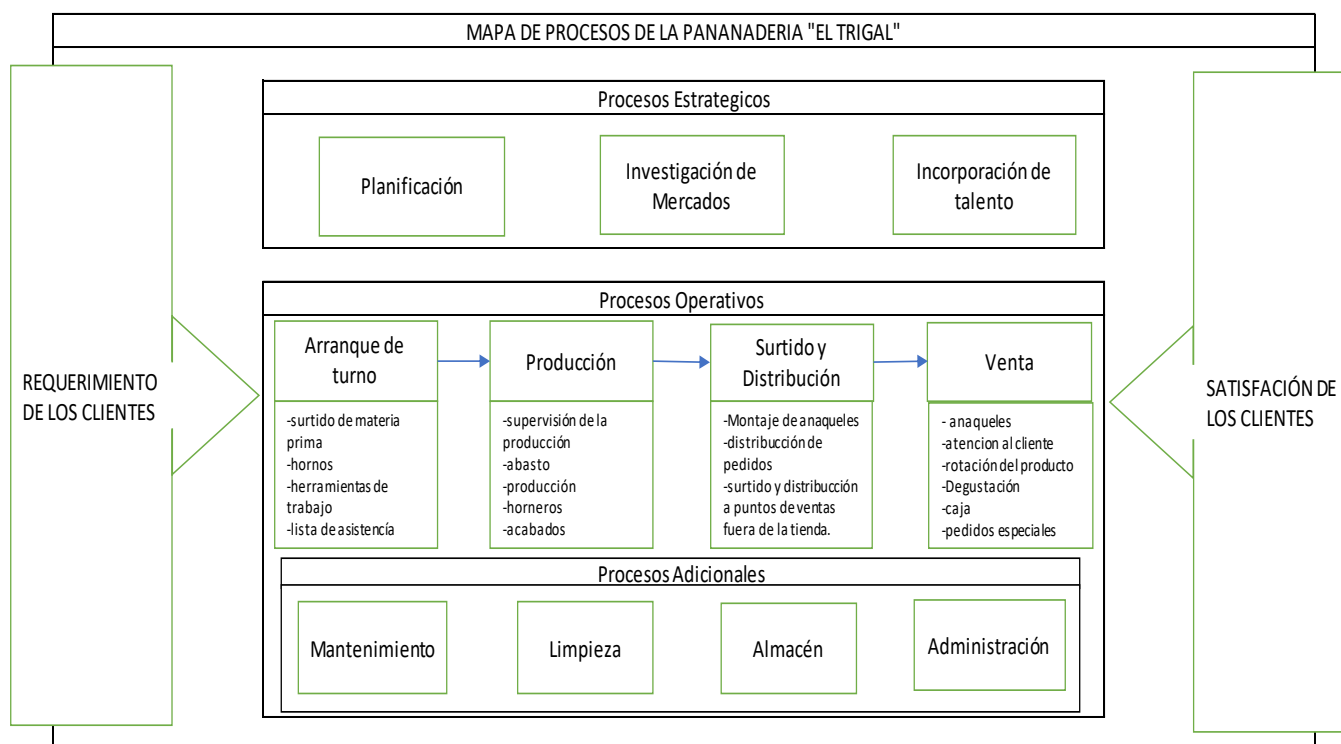 MAPA DE PROCESOS DE LA PANANADERIA "EL TRIGAL"
REQUERIMIENTO
DE LOS CLIENTES
Procesos Estrategicos
Planificación
Investigación de
Mercados
Incorporación de
talento
Procesos Operativos
Arranque de
turno
-surtido de materia
prima
-hornos
-herramientas de
trabajo
-lista de asistencía
Producción
-supervisión de la
producción
-abasto
-producción
-horneros
-acabados
Surtido y
Distribución
-Montaje de anaqueles
-distribucción de
pedidos
-surtido y distribucción
a puntos de ventas
fuera de la tienda.
Venta
- anaqueles
-atencion al cliente
-rotación del producto
-Degustación
-caja
-pedidos especiales
Procesos Adicionales
Mantenimiento
Limpieza
Almacén
Administración
SATISFACIÓN DE
LOS CLIENTES